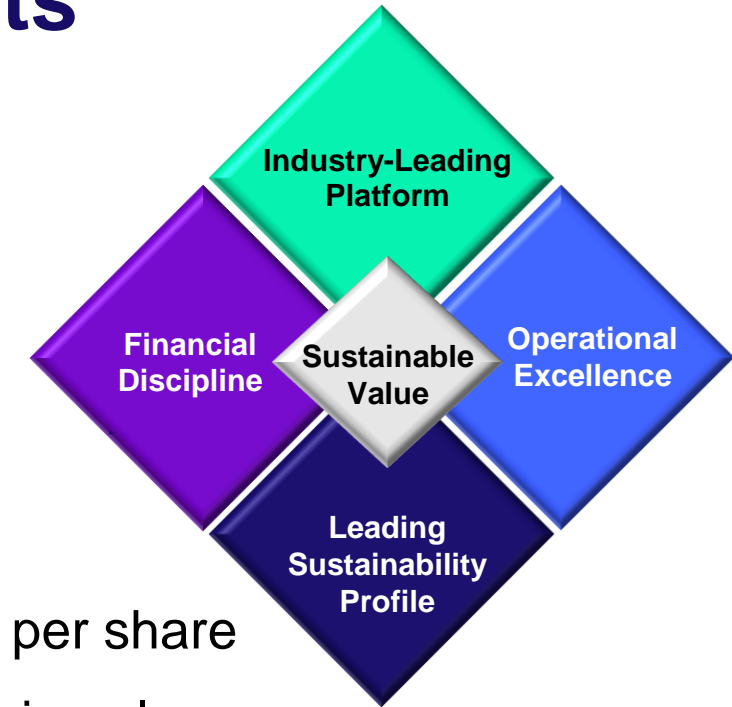 ts
Industry-Leading
Platform
Financial
Discipline
Sustainable
Value
Operational
Excellence
Leading
Sustainability
Profile
per share